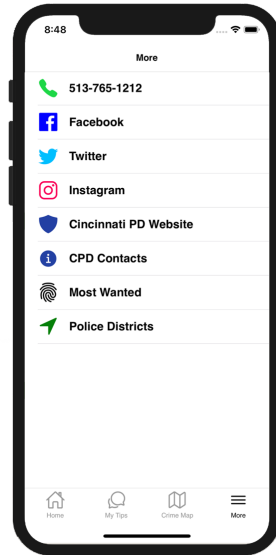 8:48
More
513-765-1212
Facebook
Twitter
Instagram
Cincinnati PD Website
CPD Contacts
Most Wanted
Police Districts
Home
My Tips
Crime Map
More